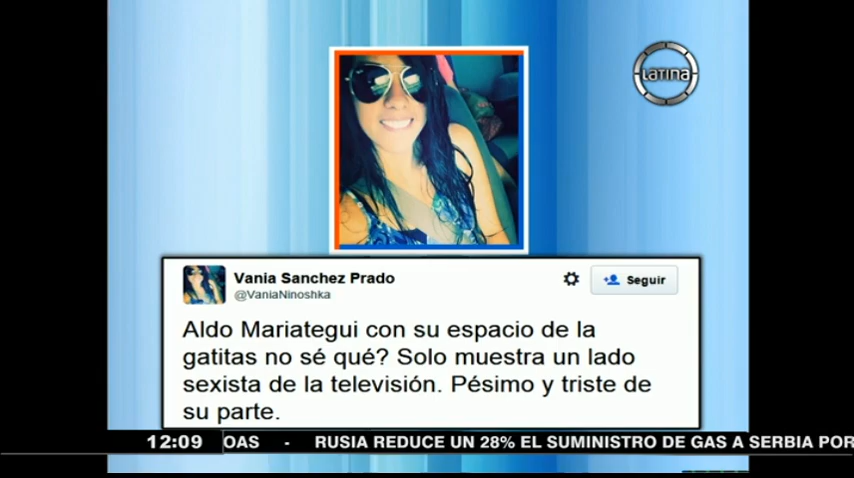 LATINA
Vania Sanchez Prado
@VaniaNinoshka
Seguir
Aldo Mariategui con su espacio de la
gatitas no sé qué? Solo muestra un lado
sexista de la televisión. Pésimo y triste de
su parte.
12:09 OAS - RUSIA REDUCE UN 28% EL SUMINISTRO DE GAS A SERBIA POR